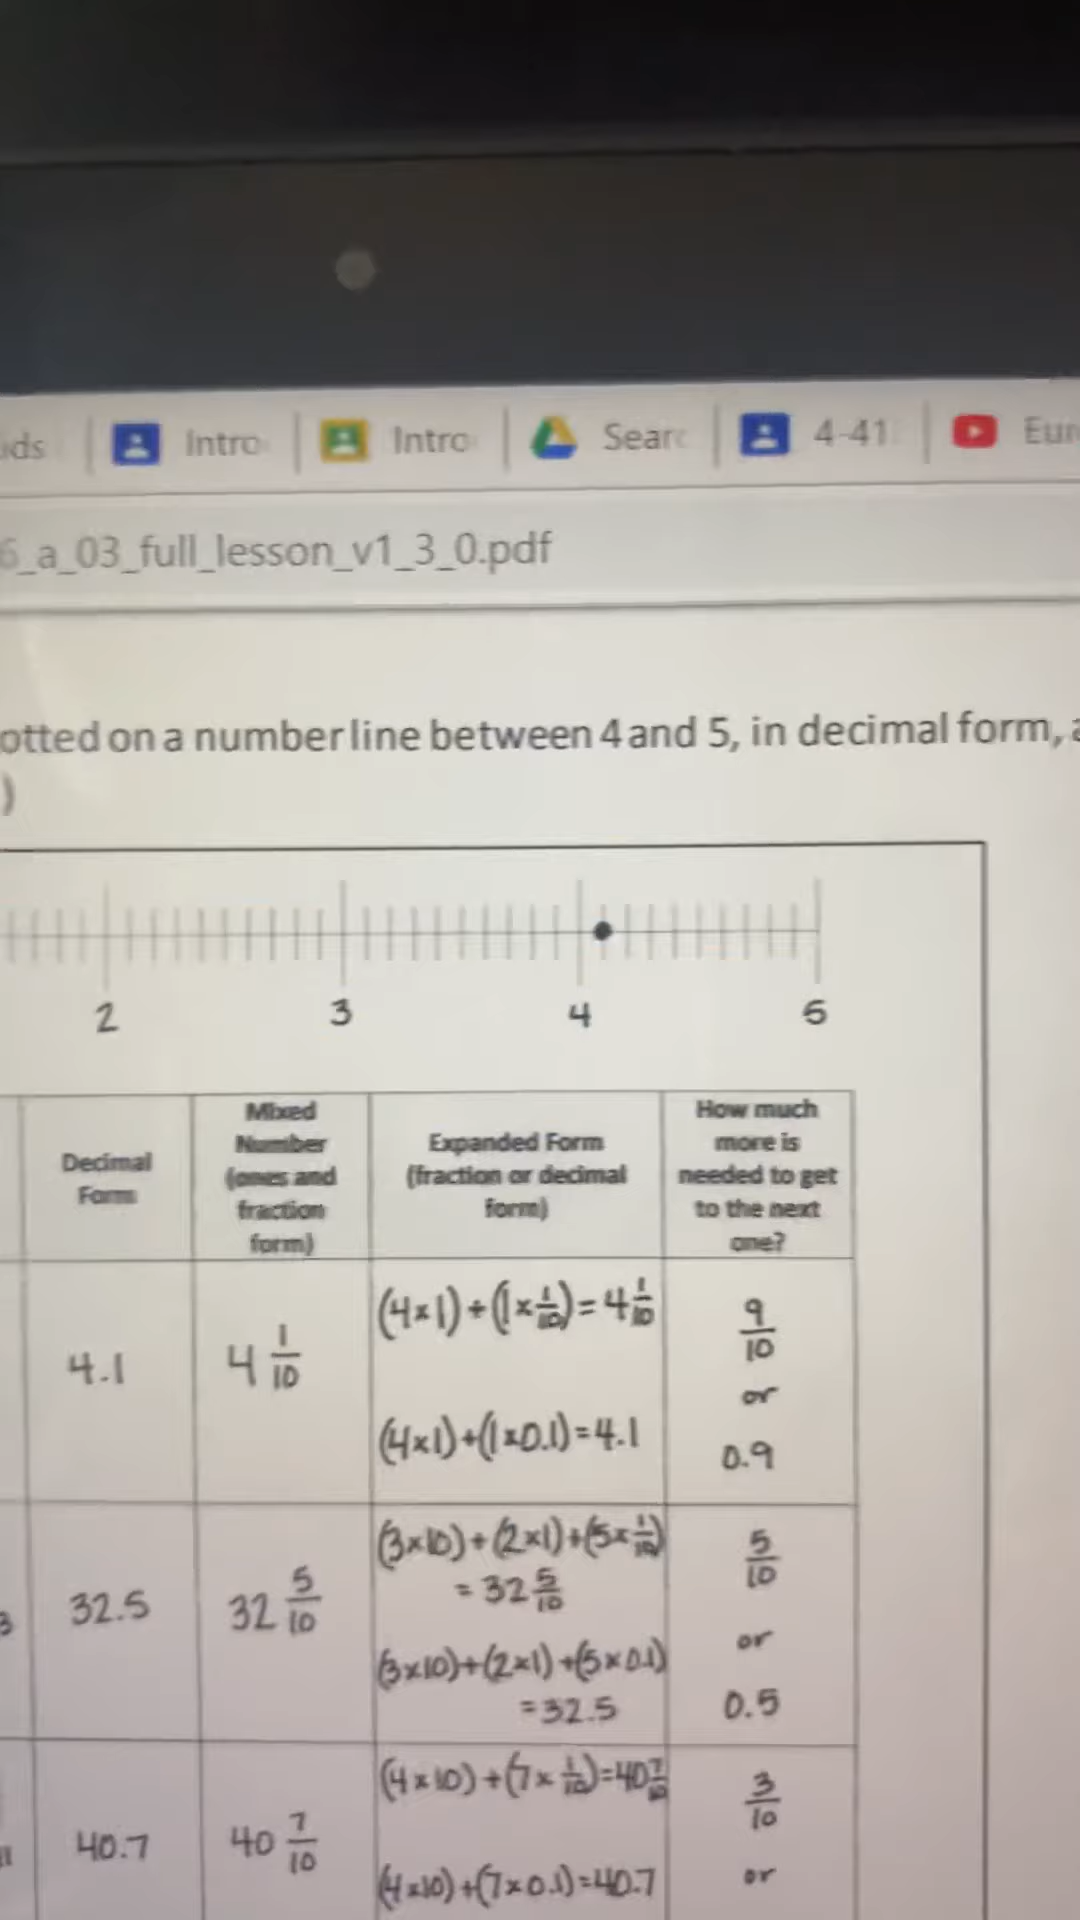 Intro
Intro
Sear
4-41
6_a_03_full_lesson_v1_3_0.pdf
otted on a number line between 4 and 5, in decimal form, a
)
2 3 4 5
Decimal
Form
Mixed
Number
(ones and
fraction
form)
Expanded Form
(fraction or decimal
form)
How much
more is
needed to get
to the next
one?
4.1
4 1/10
(4×1)+(1×1/10)=4 1/10
(4×1)+(1×0.1)=4.1
9/10
or
0.9
3
32.5
32 5/10
(3×10)+(2×1)+(5×1/10)
= 32 5/10
(3×10)+(2×1)+(5×0.1)
=32.5
5/10
or
0.5
40.7
40 7/10
(4×10)+(7×1/10)=40 7/10
(4×10)+(7×0.1)=40.7
3/10
or